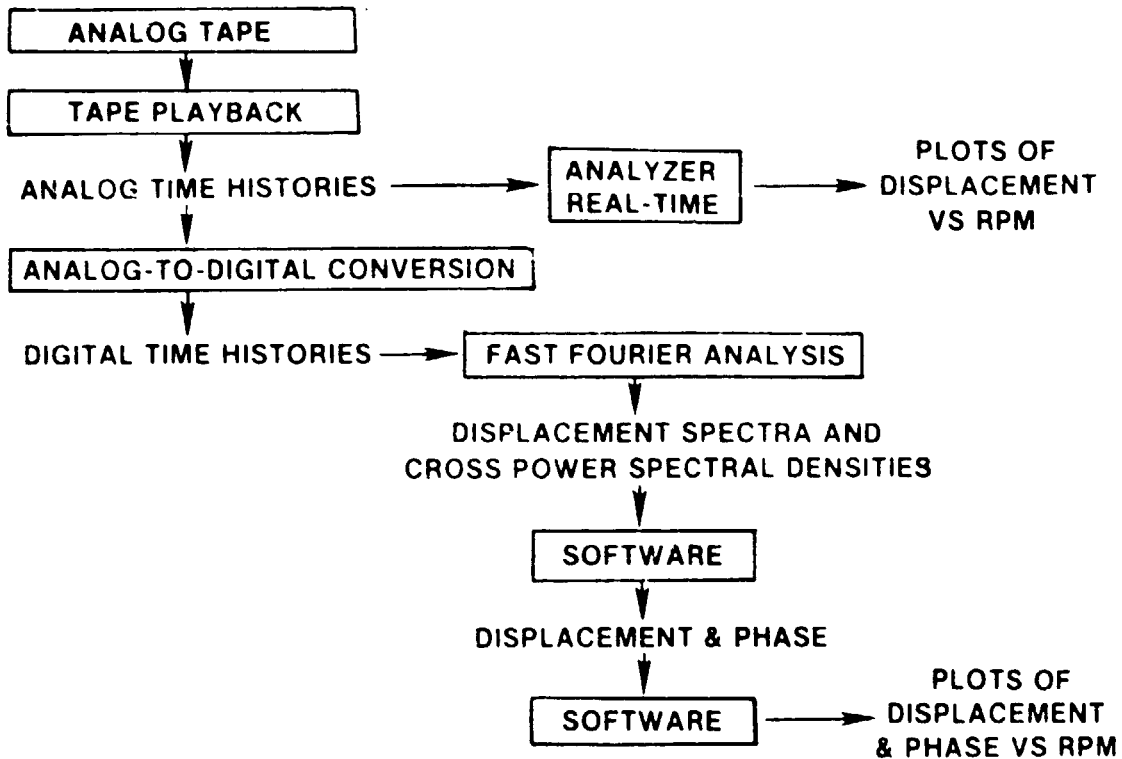 ANALOG TAPE
TAPE PLAYBACK
ANALOG TIME HISTORIES
ANALYZER
REAL-TIME
PLOTS OF
DISPLACEMENT
VS RPM
ANALOG-TO-DIGITAL CONVERSION
DIGITAL TIME HISTORIES
FAST FOURIER ANALYSIS
DISPLACEMENT SPECTRA AND
CROSS POWER SPECTRAL DENSITIES
SOFTWARE
DISPLACEMENT & PHASE
SOFTWARE
PLOTS OF
DISPLACEMENT
& PHASE VS RPM